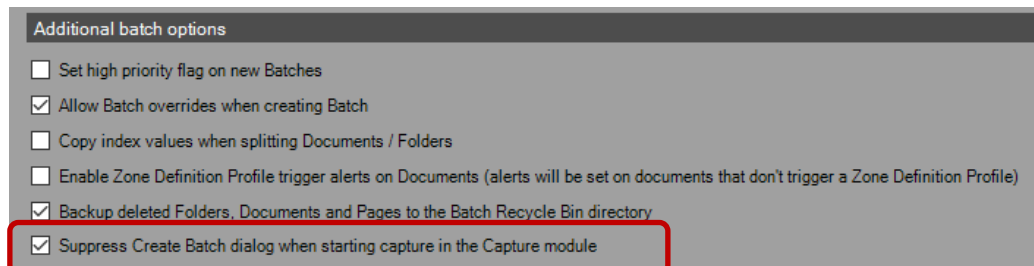 Additional batch options
Set high priority flag on new Batches
Allow Batch overrides when creating Batch
Copy index values when splitting Documents / Folders
Enable Zone Definition Profile trigger alerts on Documents (alerts will be set on documents that don't trigger a Zone Definition Profile)
Backup deleted Folders, Documents and Pages to the Batch Recycle Bin directory
Suppress Create Batch dialog when starting capture in the Capture module